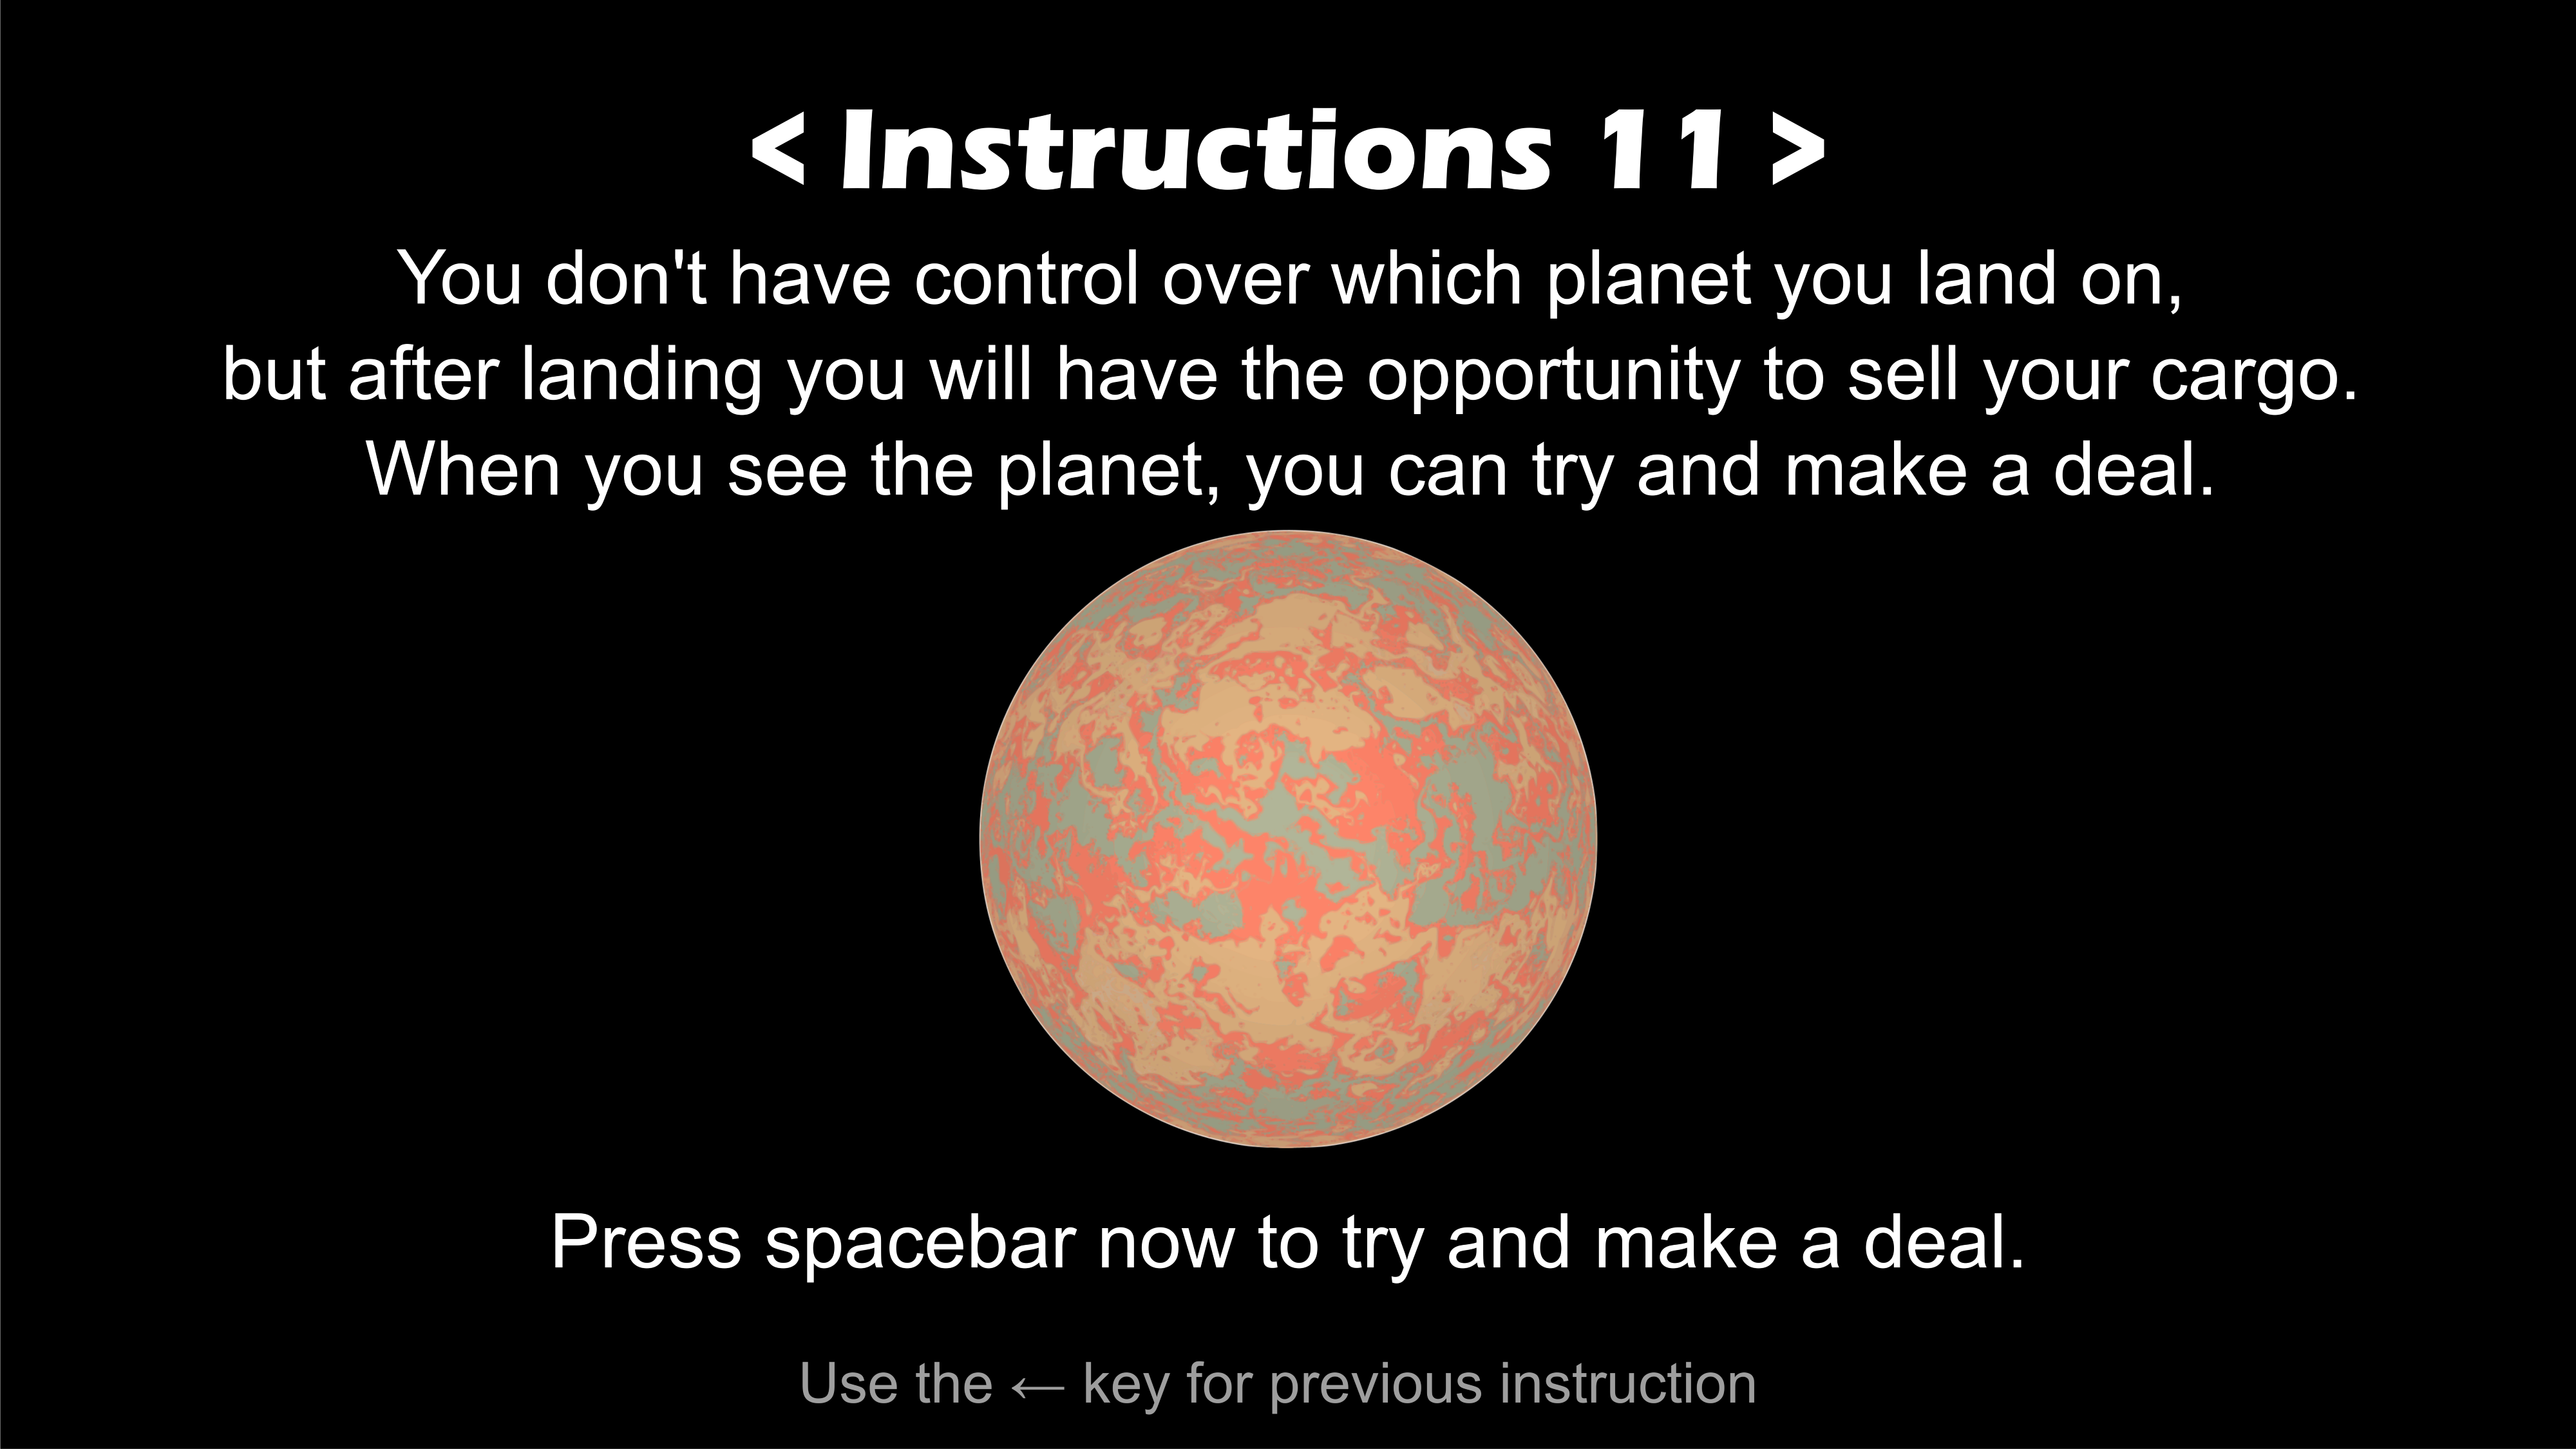 < Instructions 11 >
You don't have control over which planet you land on,
but after landing you will have the opportunity to sell your cargo.
When you see the planet, you can try and make a deal.
Press spacebar now to try and make a deal.
Use the ← key for previous instruction